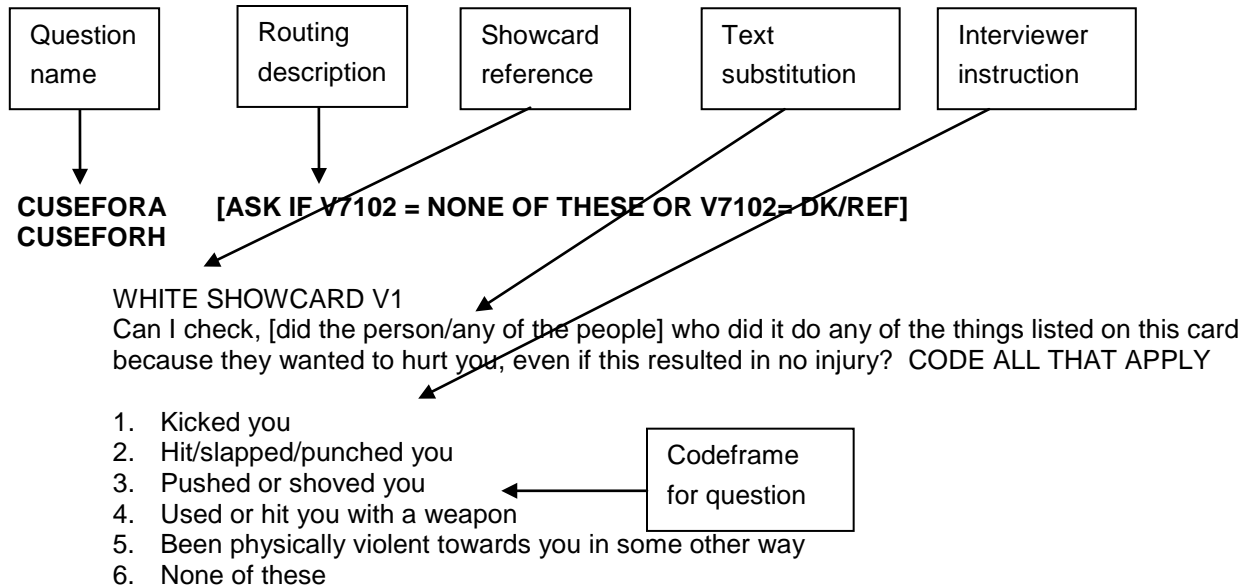 Question
name
Routing
description
Showcard
reference
Text
substitution
Interviewer
instruction
CUSEFORA [ASK IF V7102 = NONE OF THESE OR V7102= DK/REF]
CUSEFORH
WHITE SHOWCARD V1
Can I check, [did the person/any of the people] who did it do any of the things listed on this card
because they wanted to hurt you, even if this resulted in no injury? CODE ALL THAT APPLY
1. Kicked you
2. Hit/slapped/punched you
3. Pushed or shoved you
4. Used or hit you with a weapon
5. Been physically violent towards you in some other way
6. None of these
Codeframe
for question